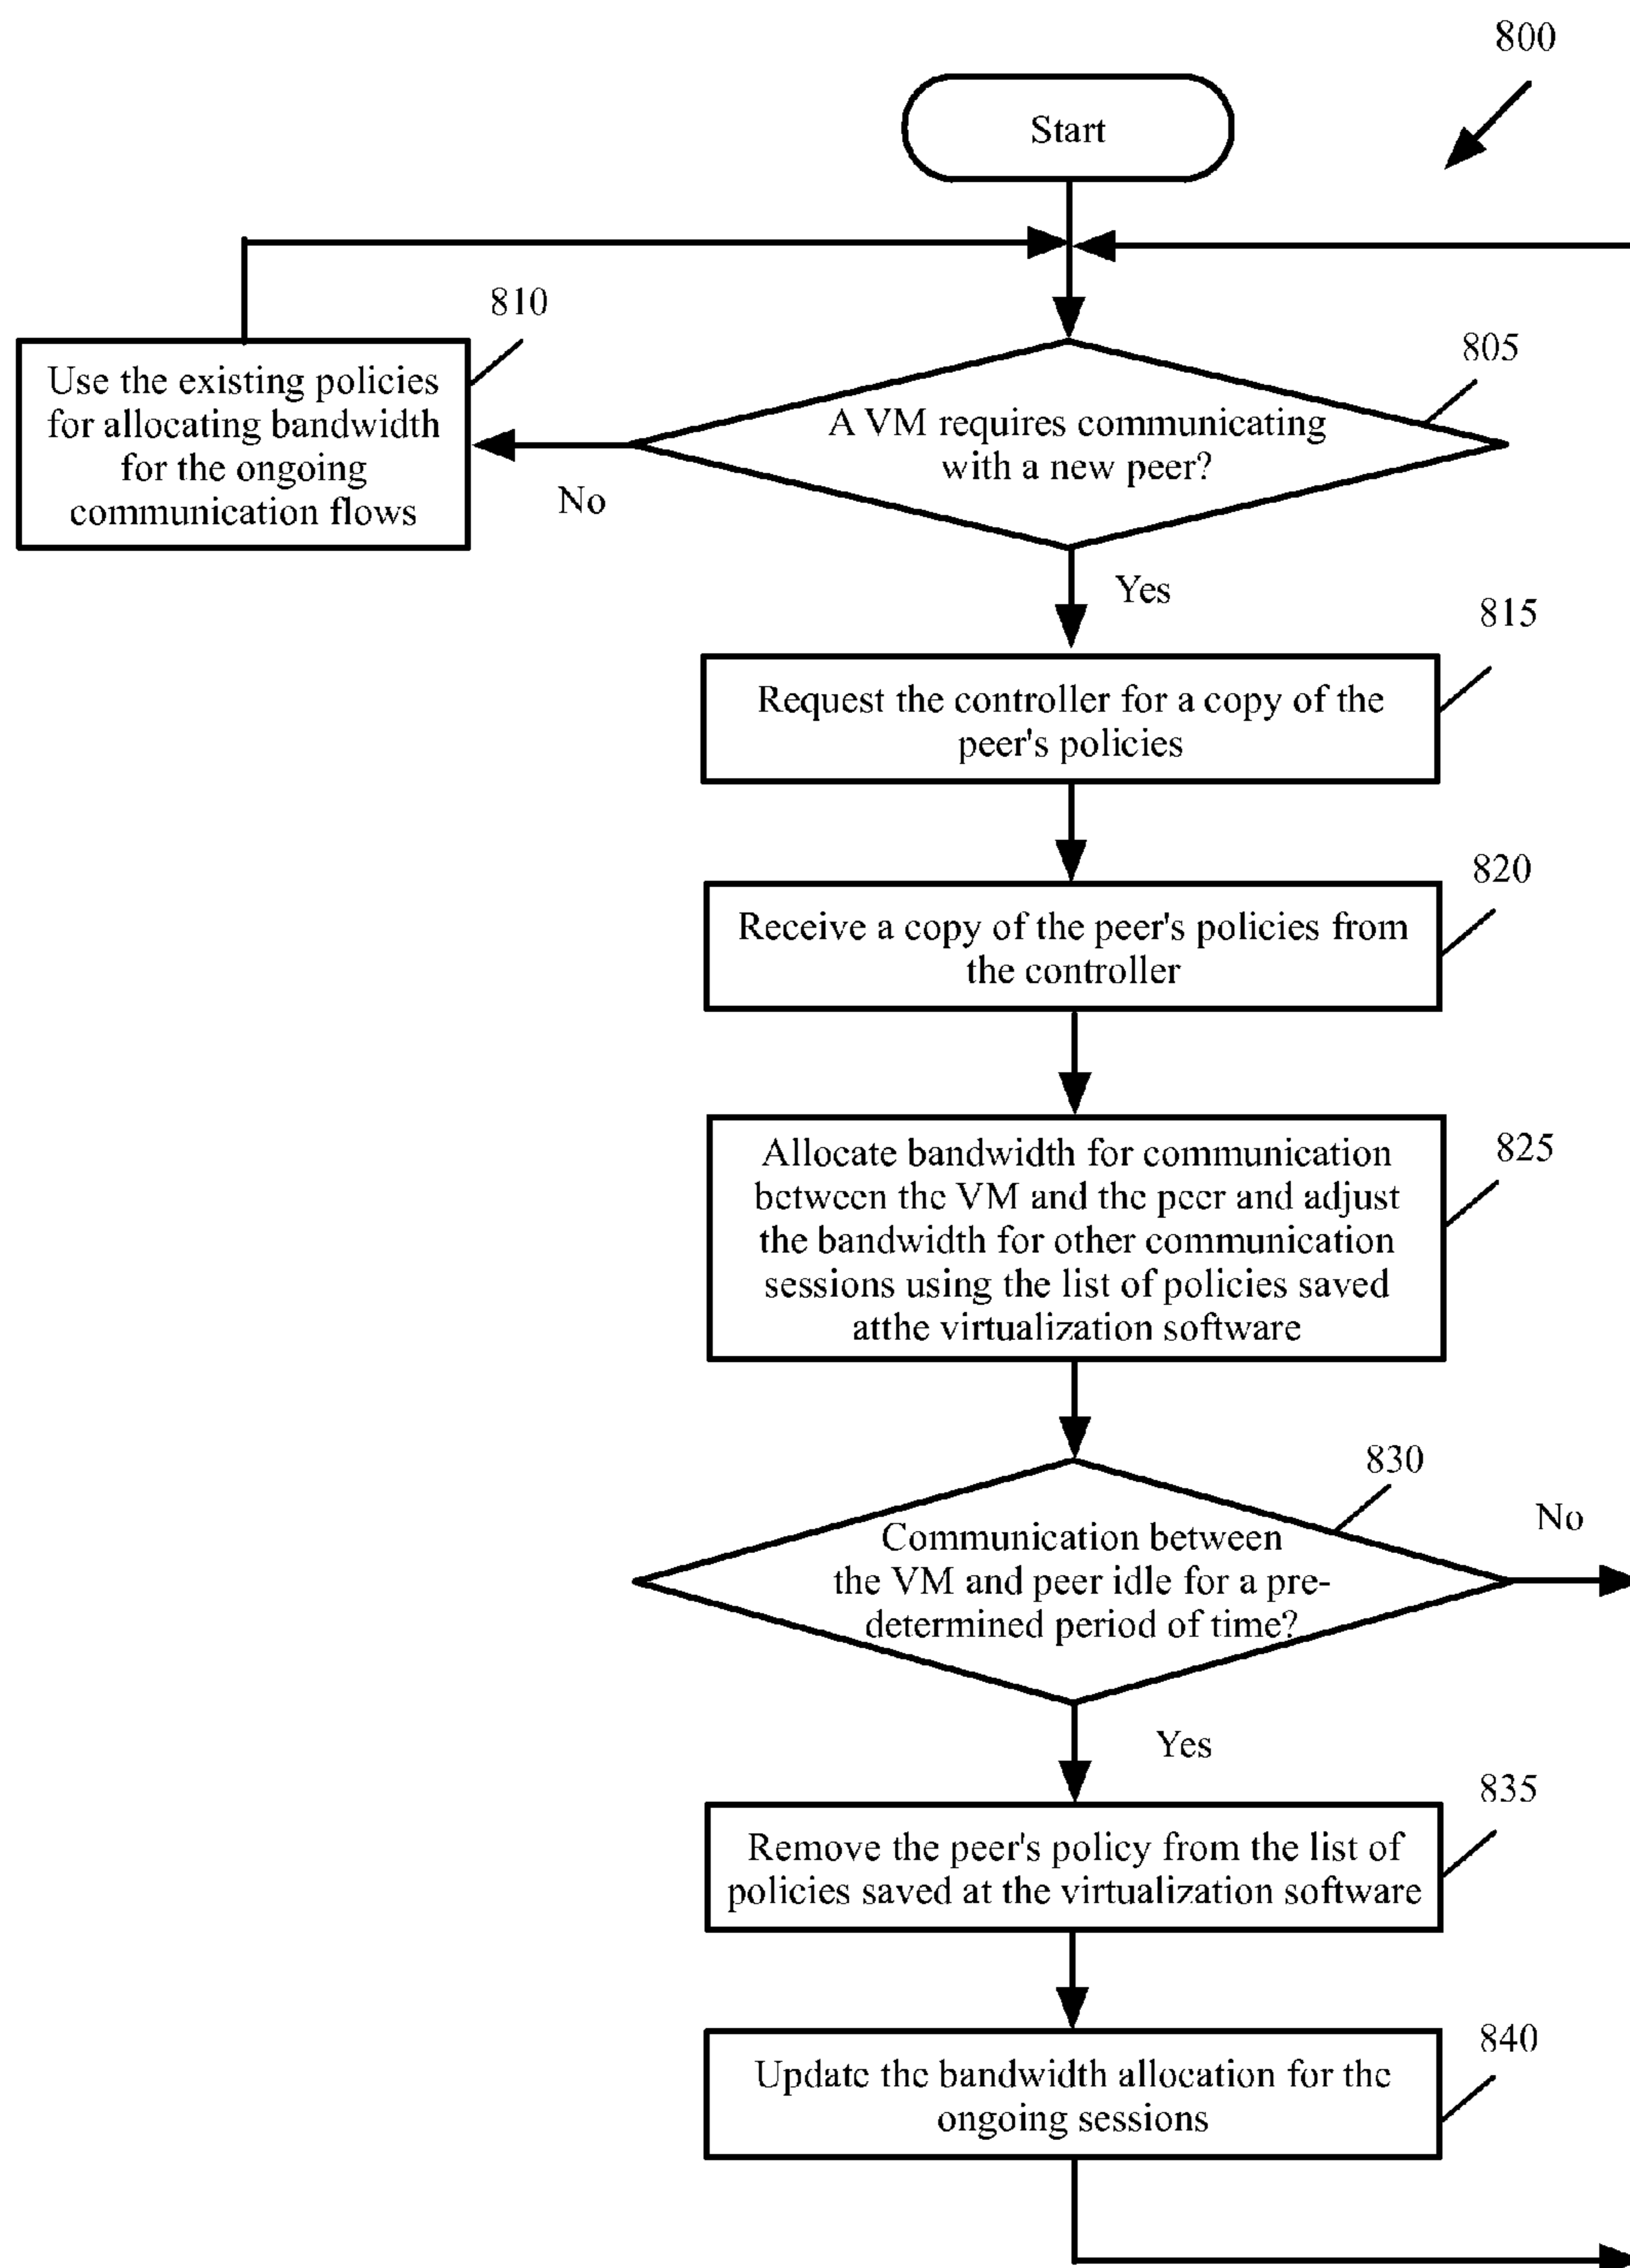 800
Start
810
805
Use the existing policies
for allocating bandwidth
for the ongoing
communication flows
A VM requires communicating
with a new peer?
No
Yes
815
Request the controller for a copy of the
peer's policies
820
Receive a copy of the peer's policies from
the controller
825
Allocate bandwidth for communication
between the VM and the peer and adjust
the bandwidth for other communication
sessions using the list of policies saved
atthe virtualization software
830
Communication between
the VM and peer idle for a pre-
determined period of time?
No
Yes
835
Remove the peer's policy from the list of
policies saved at the virtualization software
840
Update the bandwidth allocation for the
ongoing sessions